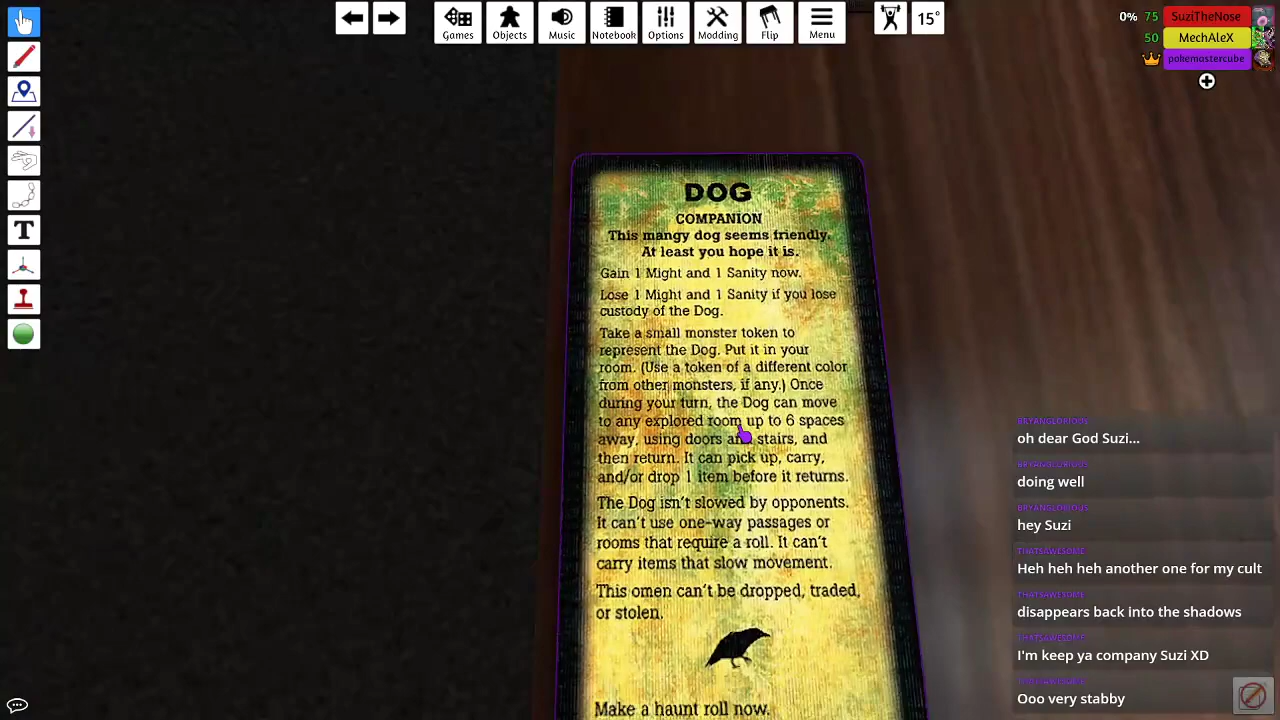 Games
Objects
Music
Notebook
Options
Modding
Flip
Menu
15°
0% 75 SuziTheNose
50 MechAleX
pokemastercube
T
DOG
COMPANION
This mangy dog seems friendly.
At least you hope it is.
Gain 1 Might and 1 Sanity now.
Lose 1 Might and 1 Sanity if you lose
custody of the Dog.
Take a small monster token to
represent the Dog. Put it in your
room. (Use a token of a different color
from other monsters, if any.) Once
during your turn, the Dog can move
to any explored room up to 6 spaces
away, using doors and stairs, and
then return. It can pick up, carry,
and/or drop 1 item before it returns.
The Dog isn't slowed by opponents.
It can't use one-way passages or
rooms that require a roll. It can't
carry items that slow movement.
This omen can't be dropped, traded,
or stolen.
Make a haunt roll now.
BRYANGLORIOUS
oh dear God Suzi...
BRYANGLORIOUS
doing well
BRYANGLORIOUS
hey Suzi
THATSAWESOME
Heh heh heh another one for my cult
THATSAWESOME
disappears back into the shadows
THATSAWESOME
I'm keep ya company Suzi XD
Ooo very stabby